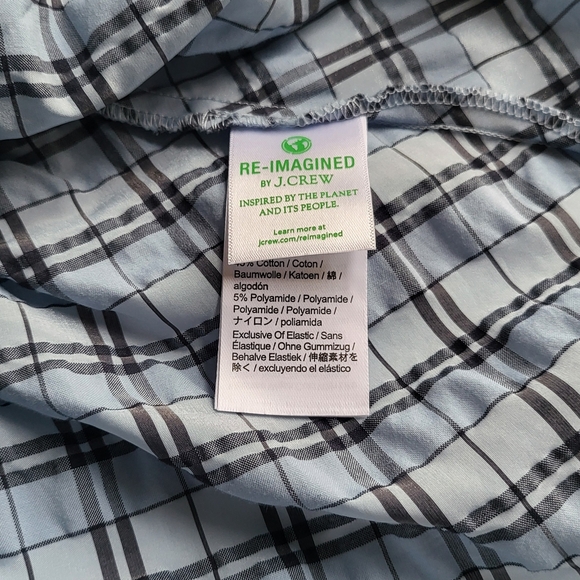 RE-IMAGINED
BY J.CREW
INSPIRED BY THE PLANET
AND ITS PEOPLE.
Learn more at
jcrew.com/reimagined
Cotton / Coton /
Baumwolle / Katoen / 綿 /
algodón
5% Polyamide / Polyamide /
Polyamide / Polyamide /
ナイロン / poliamida
Exclusive Of Elastic / Sans
Élastique / Ohne Gummizug /
Behalve Elastiek / 伸縮素材を
除く / excluyendo el elástico